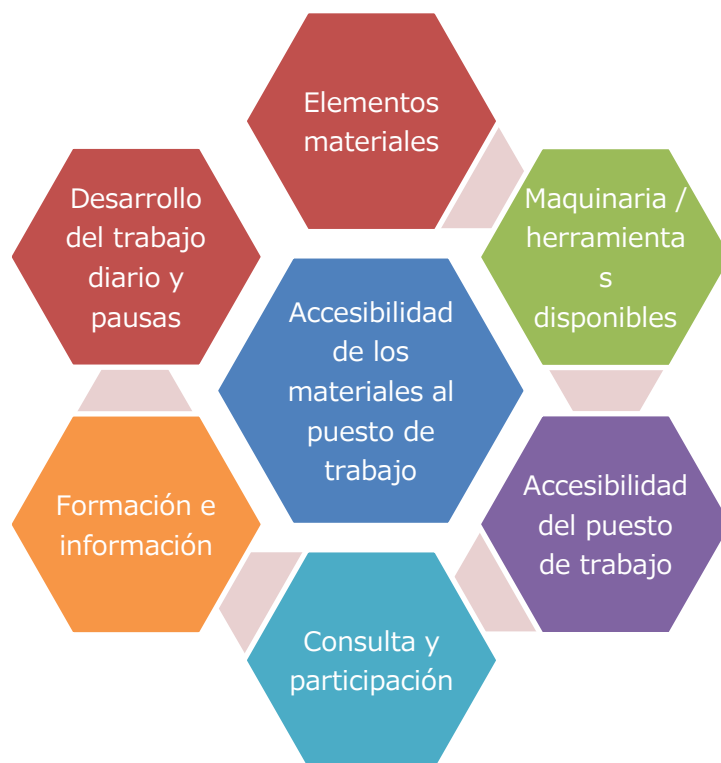 Elementos
materiales
Maquinaria /
herramienta
s
disponibles
Desarrollo
del trabajo
diario y
pausas
Accesibilidad
de los
materiales al
puesto de
trabajo
Accesibilidad
del puesto
de trabajo
Formación e
información
Consulta y
participación